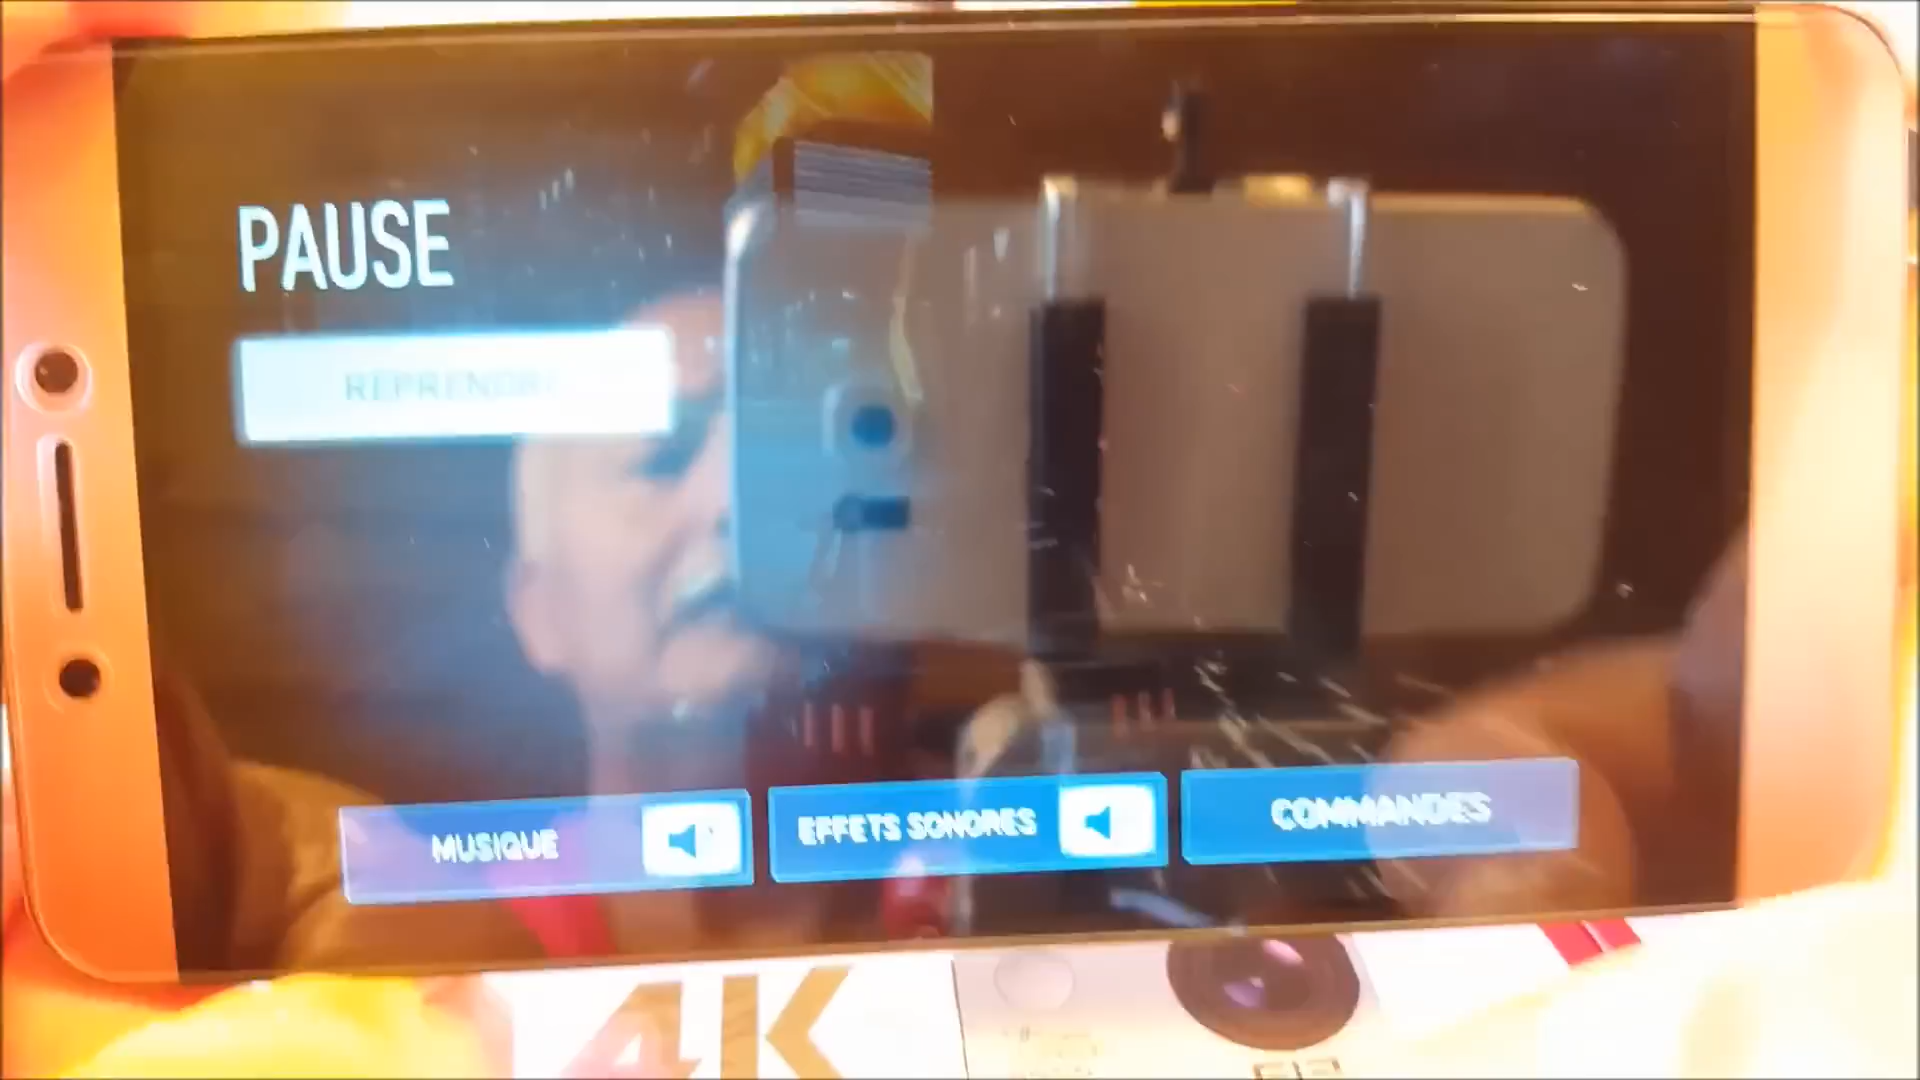 PAUSE
REPRENDRE
MUSIQUE
EFFETS SONORES
COMMANDES
4K